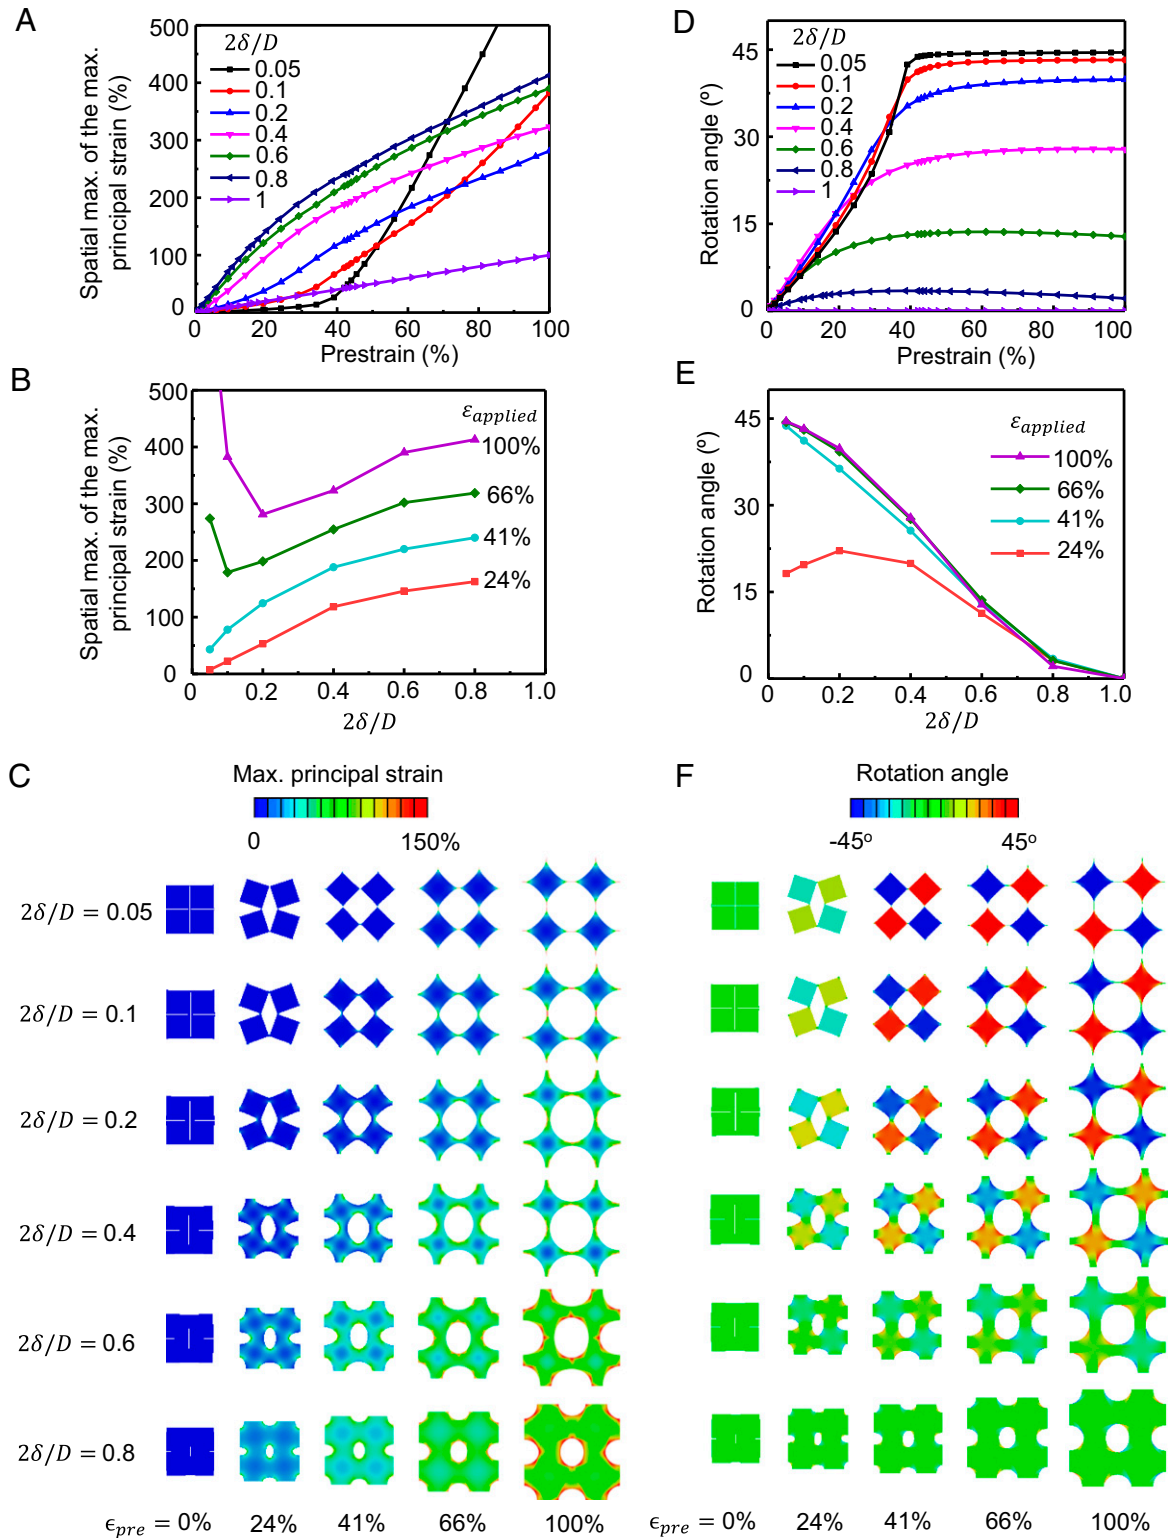 A
Spatial max. of the max.
principal strain (%)
500
400
300
200
100
0
2δ/D
0.05
0.1
0.2
0.4
0.6
0.8
1
0 20 40 60 80 100
Prestrain (%)
D
Rotation angle (º)
45
30
15
0
2δ/D
0.05
0.1
0.2
0.4
0.6
0.8
1
0 20 40 60 80 100
Prestrain (%)
B
Spatial max. of the max.
principal strain (%)
500
400
300
200
100
0
ε_applied
100%
66%
41%
24%
0 0.2 0.4 0.6 0.8 1.0
2δ/D
E
Rotation angle (º)
45
30
15
0
ε_applied
100%
66%
41%
24%
0 0.2 0.4 0.6 0.8 1.0
2δ/D
C
Max. principal strain
0 150%
2δ/D = 0.05
2δ/D = 0.1
2δ/D = 0.2
2δ/D = 0.4
2δ/D = 0.6
2δ/D = 0.8
ϵ_pre = 0% 24% 41% 66% 100%
F
Rotation angle
-45º 45º
ϵ_pre = 0% 24% 41% 66% 100%